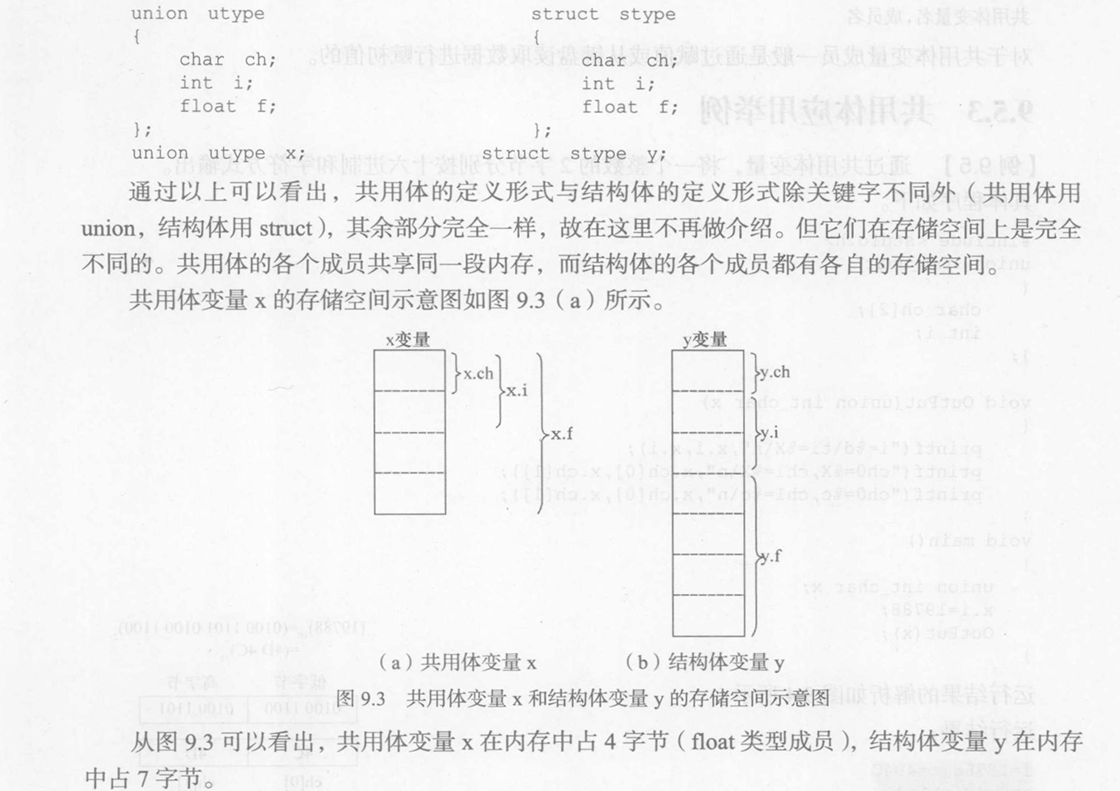 union utype struct stype
{ {
char ch; char ch;
int i; int i;
float f; float f;
}; };
union utype x; struct stype y;
通过以上可以看出，共用体的定义形式与结构体的定义形式除关键字不同外（共用体用
union，结构体用 struct），其余部分完全一样，故在这里不再做介绍。但它们在存储空间上是完全
不同的。共用体的各个成员共享同一段内存，而结构体的各个成员都有各自的存储空间。
共用体变量 x 的存储空间示意图如图 9.3（a）所示。
x变量 y变量
x.ch y.ch
x.i
x.f y.i
y.f
（a）共用体变量 x （b）结构体变量 y
图 9.3 共用体变量 x 和结构体变量 y 的存储空间示意图
从图 9.3 可以看出，共用体变量 x 在内存中占 4 字节（float 类型成员），结构体变量 y 在内存
中占 7 字节。